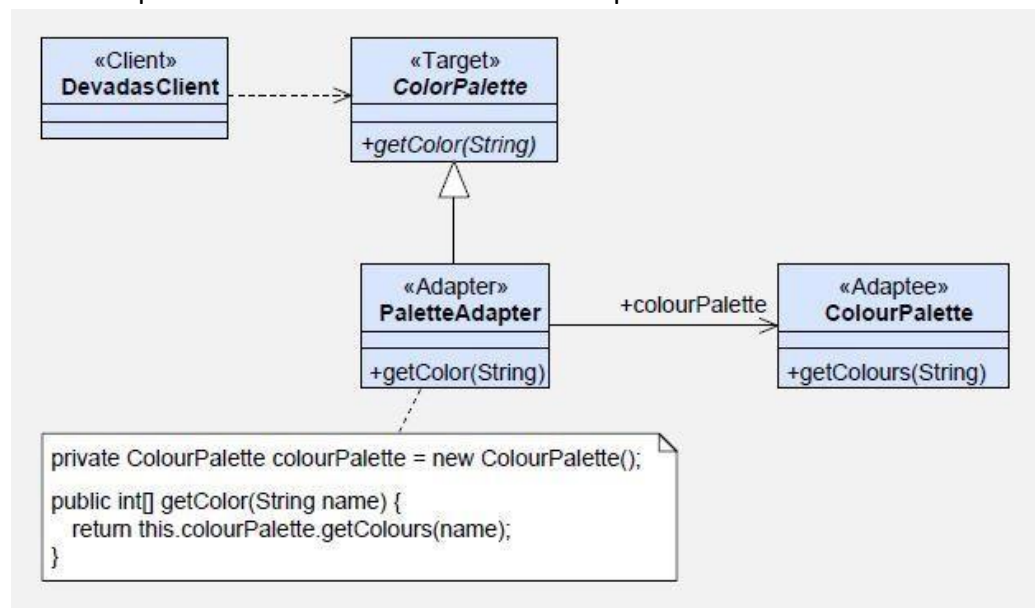 «Client»
DevadasClient
«Target»
ColorPalette
+getColor(String)
«Adapter»
PaletteAdapter
+getColor(String)
+colourPalette
«Adaptee»
ColourPalette
+getColours(String)
private ColourPalette colourPalette = new ColourPalette();
public int[] getColor(String name) {
return this.colourPalette.getColours(name);
}